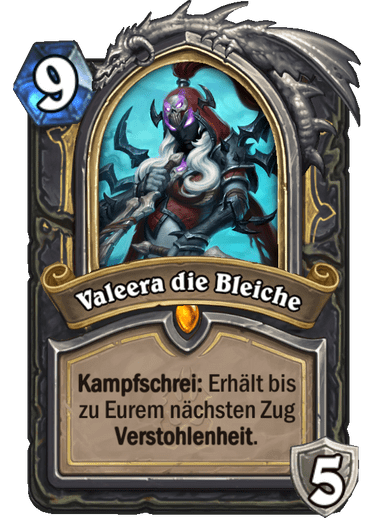 9
Valeera die Bleiche
Kampfschrei: Erhält bis
zu Eurem nächsten Zug
Verstohlenheit.
5